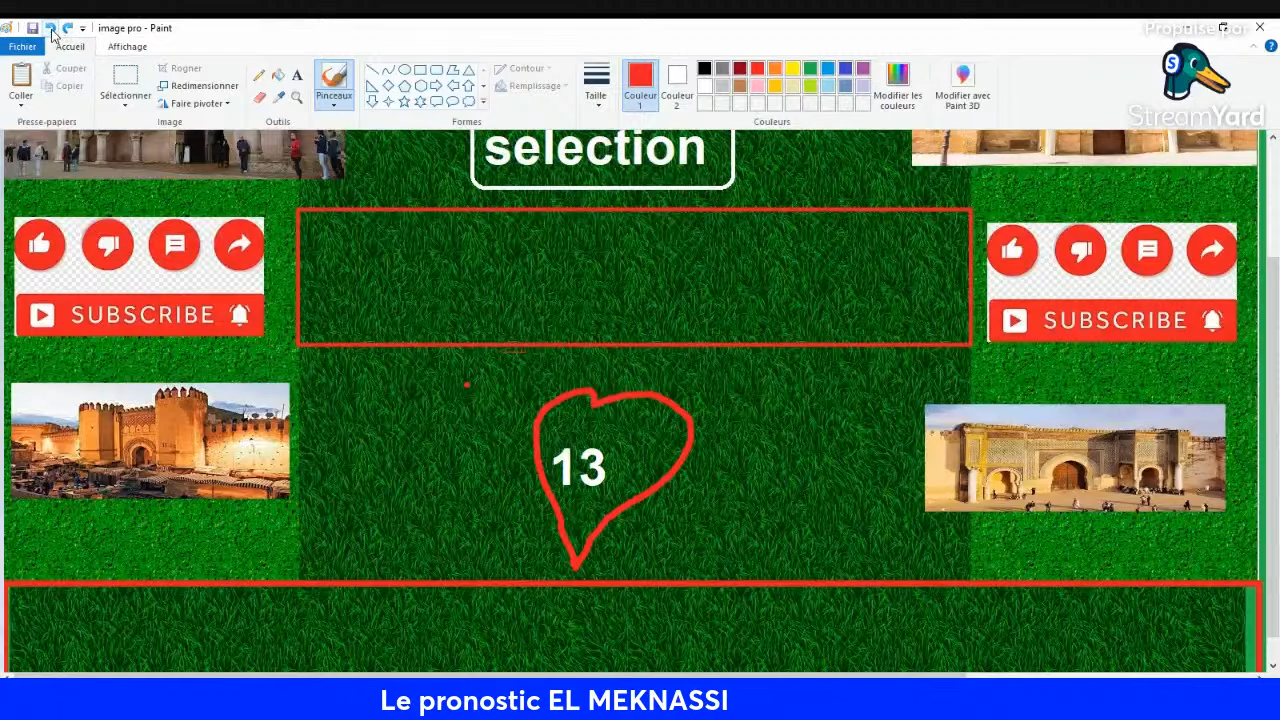 image pro - Paint
Propulsé par
Fichier
Accueil
Affichage
Coller
Couper
Copier
Presse-papiers
Sélectionner
Rogner
Redimensionner
Faire pivoter
Image
A
Outils
Pinceaux
Contour
Remplissage
Formes
Taille
Couleur 1
Couleur 2
Modifier les couleurs
Couleurs
Modifier avec Paint 3D
S
StreamYard
selection
SUBSCRIBE
SUBSCRIBE
13
Le pronostic EL MEKNASSI